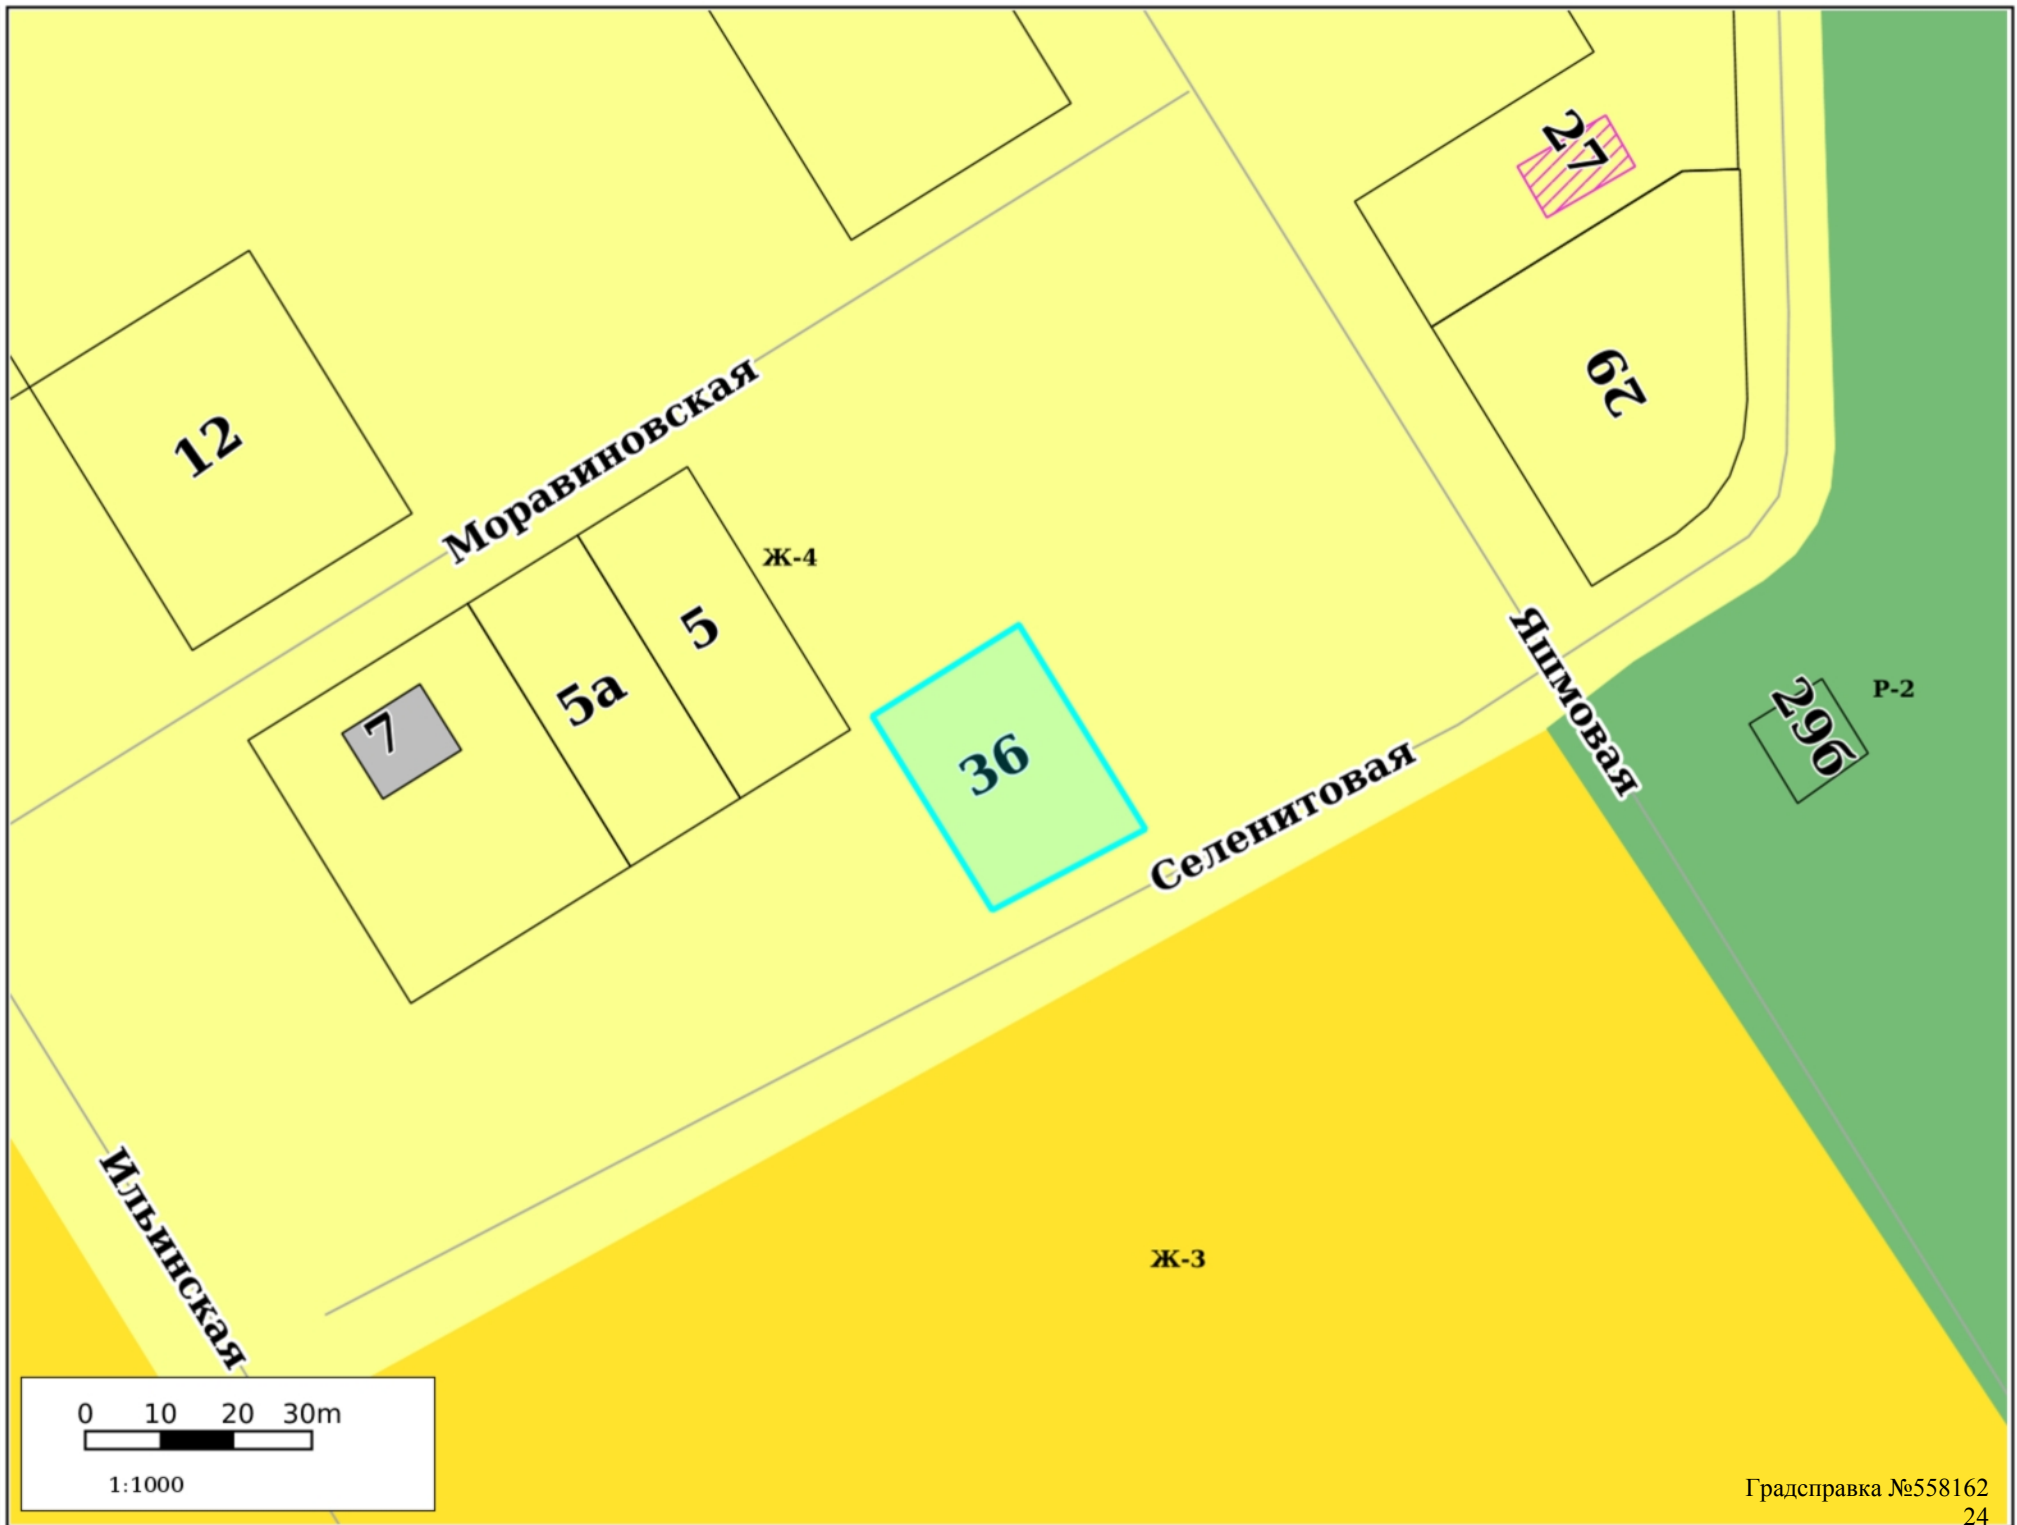 27
29
12
Моравиновская
Ж-4
5
5а
7
36
Яшмовая
Р-2
29б
Селенитовая
Ильинская
Ж-3
0 10 20 30m
1:1000
Градсправка №558162
24